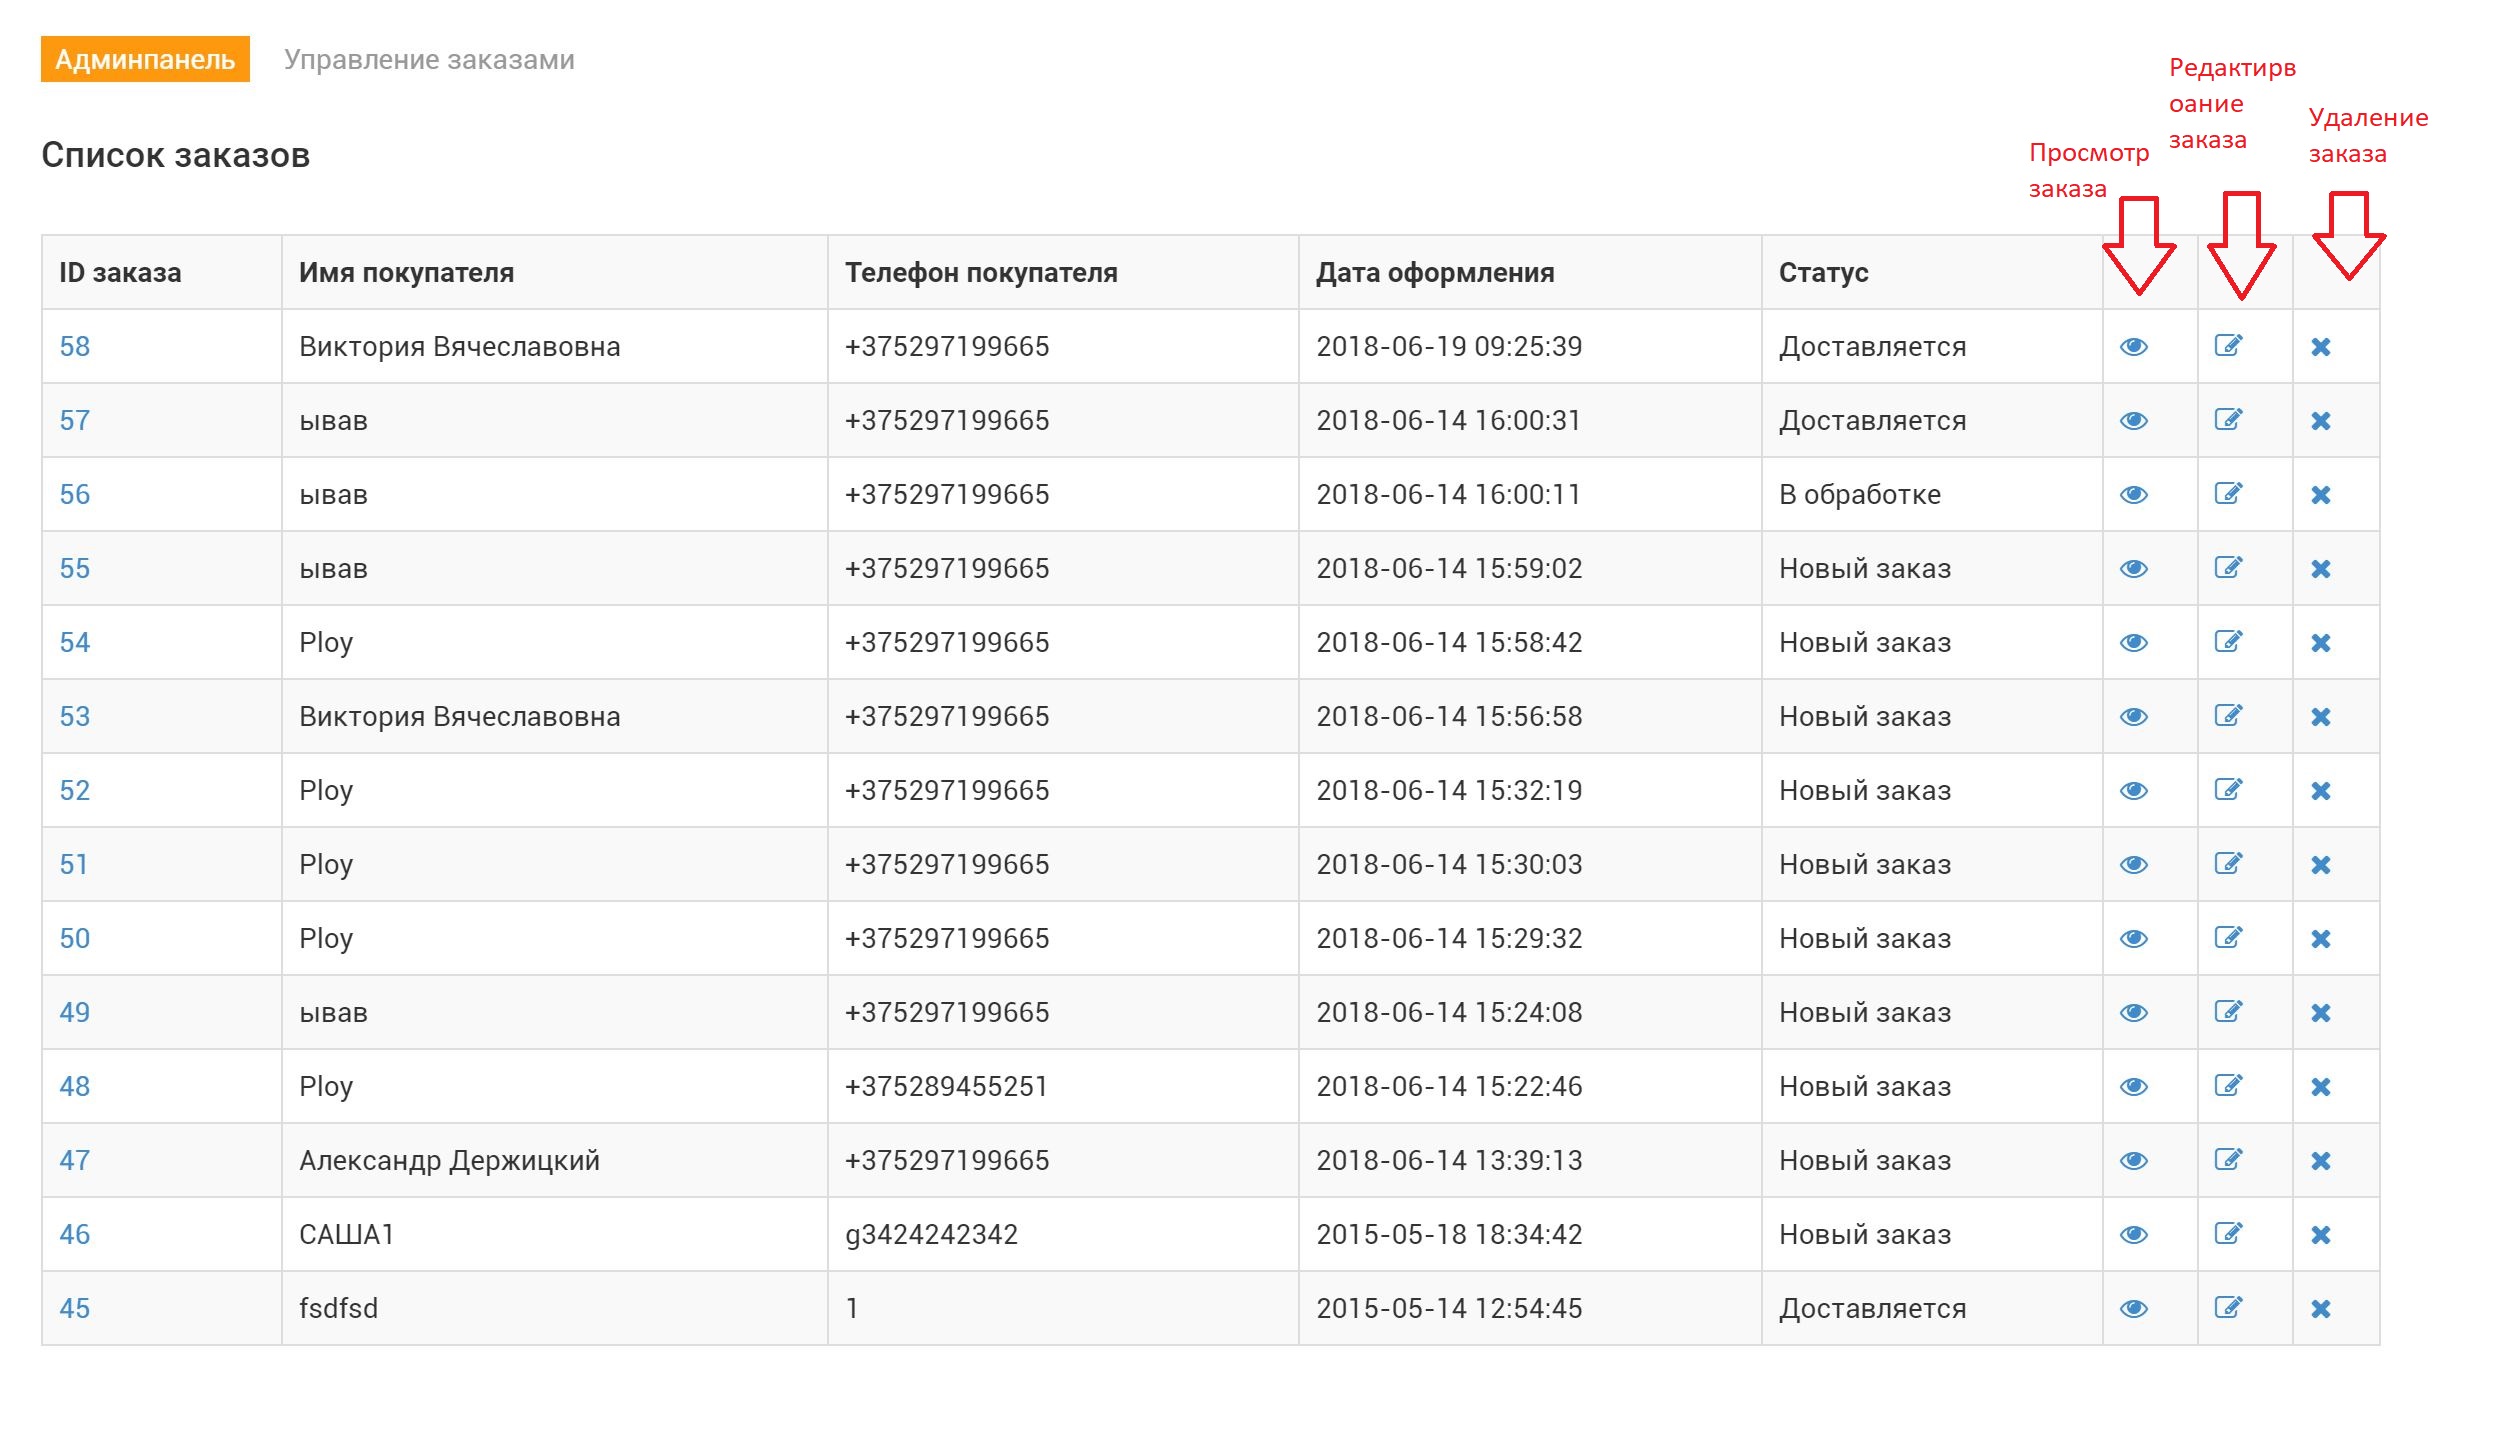 Админпанель Управление заказами
Редактирв
оание
заказа
Удаление
заказа
Просмотр
заказа
Список заказов
ID заказа Имя покупателя Телефон покупателя Дата оформления Статус
58 Виктория Вячеславовна +375297199665 2018-06-19 09:25:39 Доставляется
57 ывав +375297199665 2018-06-14 16:00:31 Доставляется
56 ывав +375297199665 2018-06-14 16:00:11 В обработке
55 ывав +375297199665 2018-06-14 15:59:02 Новый заказ
54 Ploy +375297199665 2018-06-14 15:58:42 Новый заказ
53 Виктория Вячеславовна +375297199665 2018-06-14 15:56:58 Новый заказ
52 Ploy +375297199665 2018-06-14 15:32:19 Новый заказ
51 Ploy +375297199665 2018-06-14 15:30:03 Новый заказ
50 Ploy +375297199665 2018-06-14 15:29:32 Новый заказ
49 ывав +375297199665 2018-06-14 15:24:08 Новый заказ
48 Ploy +375289455251 2018-06-14 15:22:46 Новый заказ
47 Александр Держицкий +375297199665 2018-06-14 13:39:13 Новый заказ
46 САША1 g3424242342 2015-05-18 18:34:42 Новый заказ
45 fsdfsd 1 2015-05-14 12:54:45 Доставляется